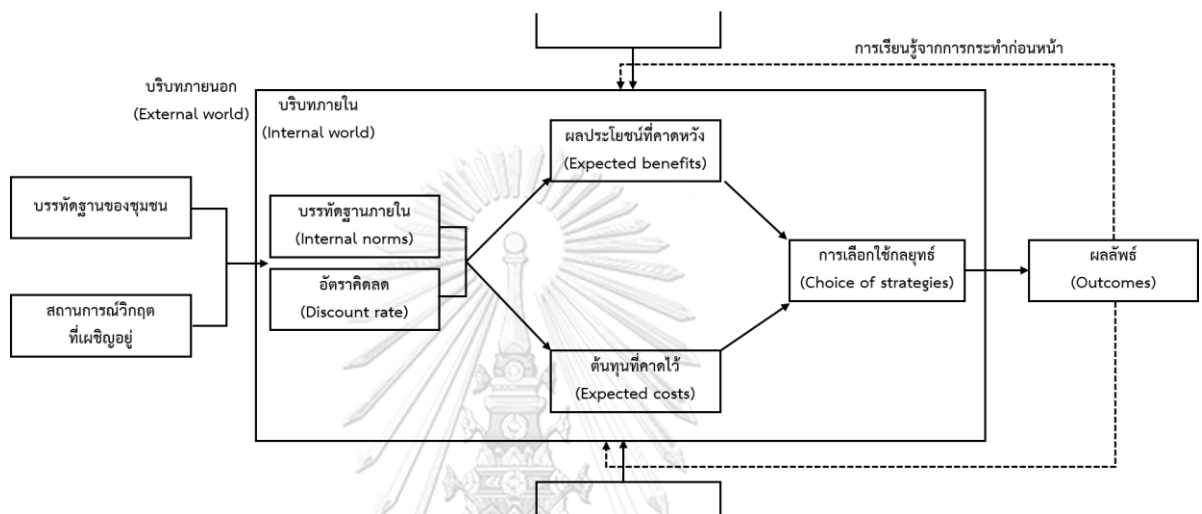 การเรียนรู้จากการกระทำก่อนหน้า
บริบทภายนอก
(External world)
บริบทภายใน
(Internal world)
ผลประโยชน์ที่คาดหวัง
(Expected benefits)
บรรทัดฐานของชุมชน
บรรทัดฐานภายใน
(Internal norms)
การเลือกใช้กลยุทธ์
(Choice of strategies)
ผลลัพธ์
(Outcomes)
สถานการณ์วิกฤต
ที่เผชิญอยู่
อัตราคิดลด
(Discount rate)
ต้นทุนที่คาดไว้
(Expected costs)